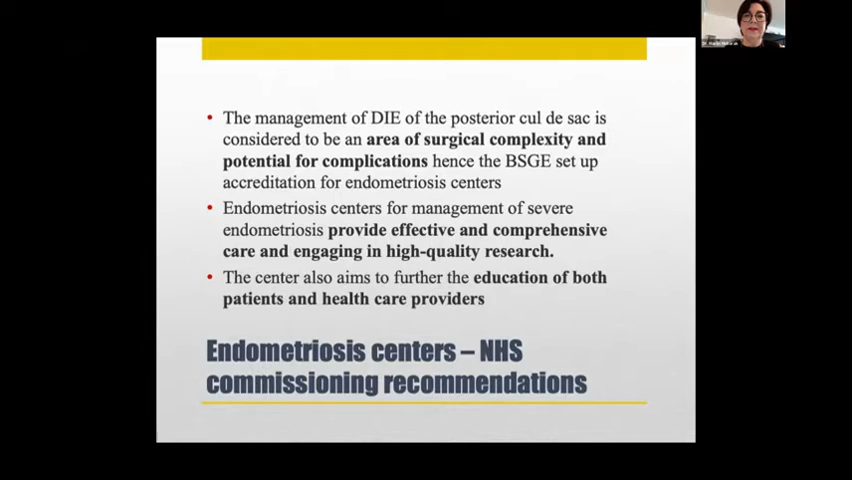 • The management of DIE of the posterior cul de sac is
considered to be an area of surgical complexity and
potential for complications hence the BSGE set up
accreditation for endometriosis centers
• Endometriosis centers for management of severe
endometriosis provide effective and comprehensive
care and engaging in high-quality research.
• The center also aims to further the education of both
patients and health care providers
Endometriosis centers – NHS
commissioning recommendations